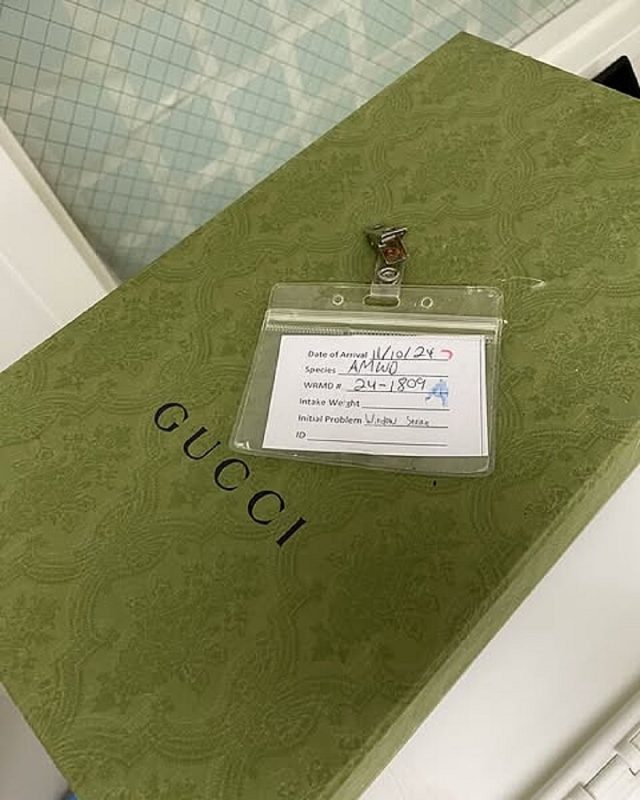 Date of Arrival 11/10/24
Species AMWO
WRMD # 24-1809
Intake Weight
Initial Problem Window Strike
ID
GUCCI